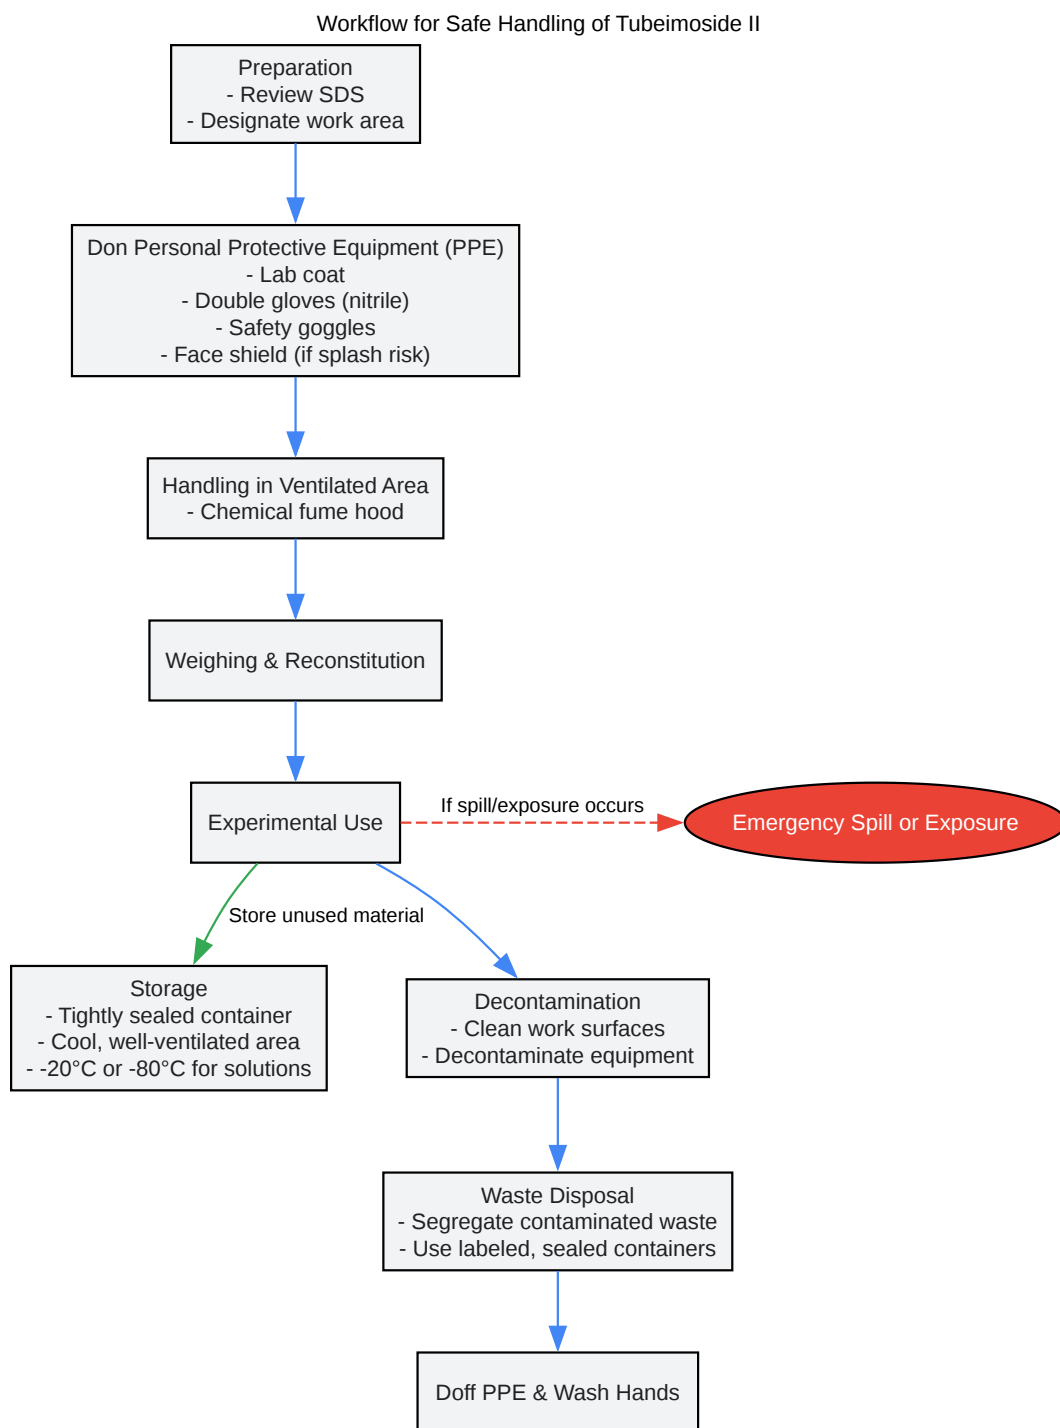 Workflow for Safe Handling of Tubeimoside II
Preparation
- Review SDS
- Designate work area
Don Personal Protective Equipment (PPE)
- Lab coat
- Double gloves (nitrile)
- Safety goggles
- Face shield (if splash risk)
Handling in Ventilated Area
- Chemical fume hood
Weighing & Reconstitution
Experimental Use
If spill/exposure occurs
Emergency Spill or Exposure
Store unused material
Storage
- Tightly sealed container
- Cool, well-ventilated area
- -20°C or -80°C for solutions
Decontamination
- Clean work surfaces
- Decontaminate equipment
Waste Disposal
- Segregate contaminated waste
- Use labeled, sealed containers
Doff PPE & Wash Hands